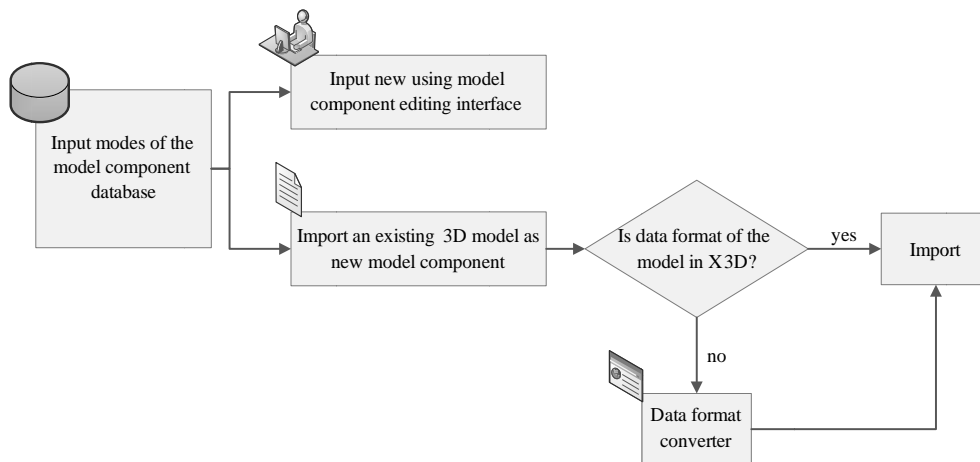 Input new using model
component editing interface
Input modes of the
model component
database
Import an existing 3D model as
new model component
Is data format of the
model in X3D?
yes
Import
no
Data format
converter